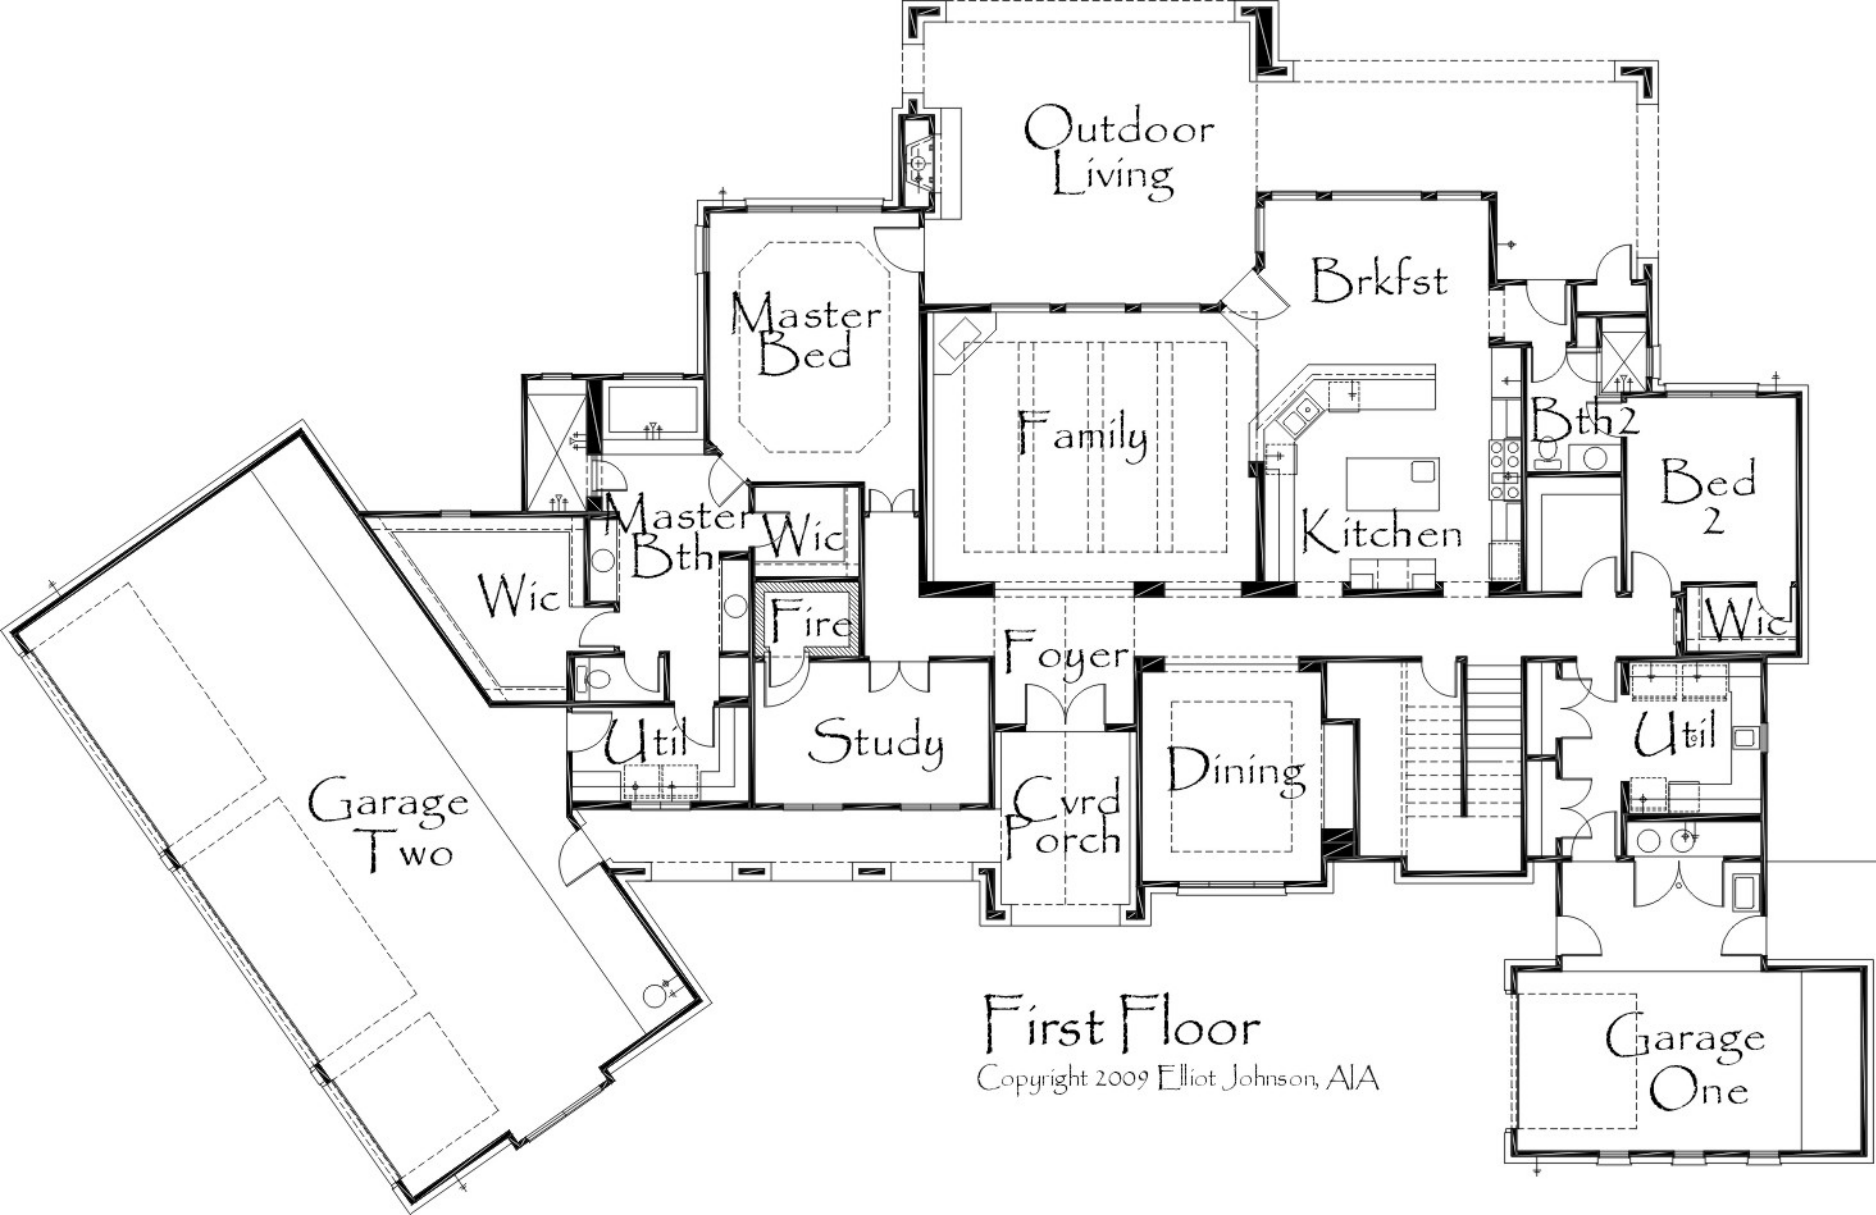 Outdoor
Living
Brkfst
Master
Bed
Family
Bth2
Bed
2
Master
Bth
Wic
Kitchen
Wic
Fire
Wic
Foyer
Util
Study
Util
Dining
Cvrd
Porch
Garage
Two
First Floor
Copyright 2009 Elliot Johnson, AIA
Garage
One